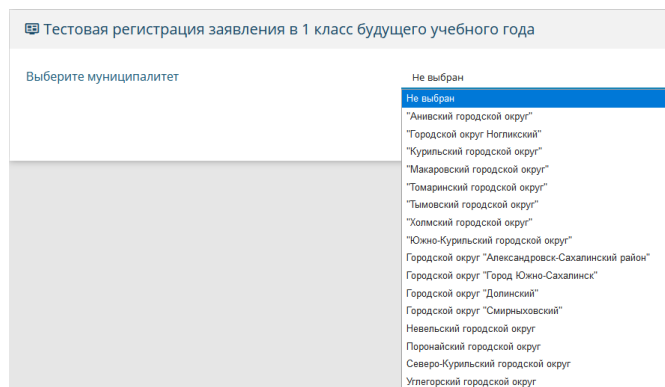 Тестовая регистрация заявления в 1 класс будущего учебного года
Выберите муниципалитет
Не выбран
Не выбран
"Анивский городской округ"
"Городской округ Ногликский"
"Курильский городской округ"
"Макаровский городской округ"
"Томаринский городской округ"
"Тымовский городской округ"
"Холмский городской округ"
"Южно-Курильский городской округ"
Городской округ "Александровск-Сахалинский район"
Городской округ "Город Южно-Сахалинск"
Городской округ "Долинский"
Городской округ "Смирныховский"
Невельский городской округ
Поронайский городской округ
Северо-Курильский городской округ
Углегорский городской округ